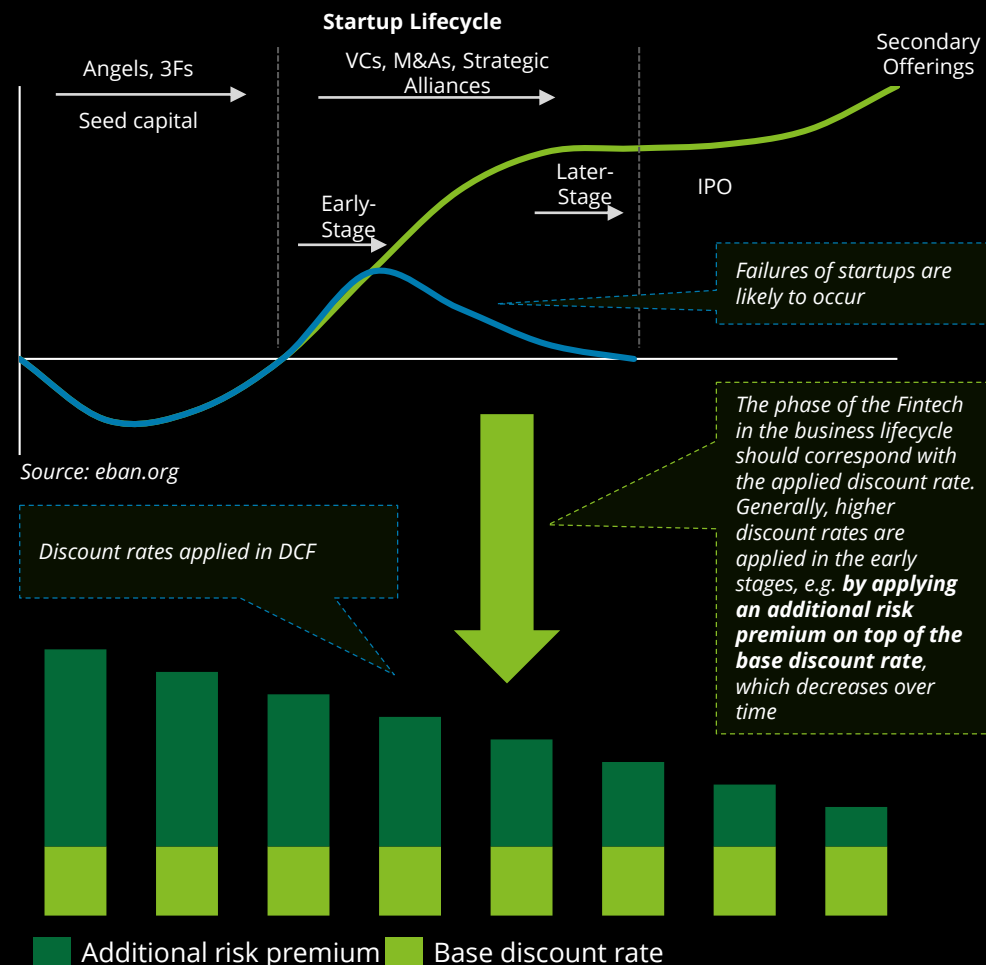 Startup Lifecycle
Angels, 3Fs
Seed capital
VCs, M&As, Strategic
Alliances
Secondary
Offerings
Early-
Stage
Later-
Stage
IPO
Failures of startups are
likely to occur
Source: eban.org
The phase of the Fintech
in the business lifecycle
should correspond with
the applied discount rate.
Generally, higher
discount rates are
applied in the early
stages, e.g. by applying
an additional risk
premium on top of the
base discount rate,
which decreases over
time
Discount rates applied in DCF
Additional risk premium
Base discount rate